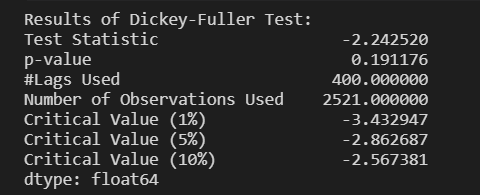 Results of Dickey-Fuller Test:
Test Statistic                  -2.242520
p-value                          0.191176
#Lags Used                     400.000000
Number of Observations Used   2521.000000
Critical Value (1%)             -3.432947
Critical Value (5%)             -2.862687
Critical Value (10%)            -2.567381
dtype: float64